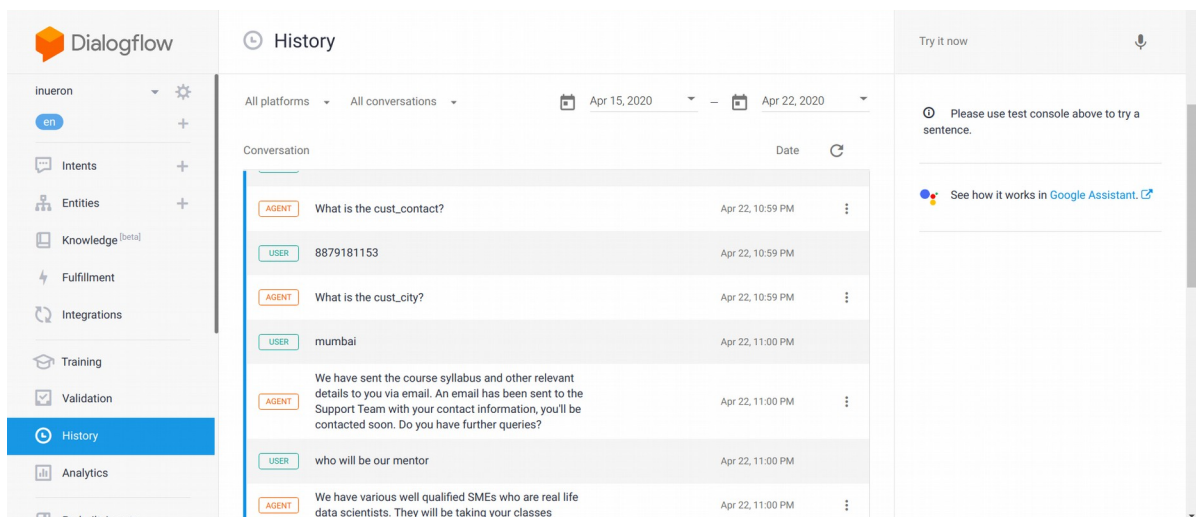 Dialogflow
inueron
en
Intents
Entities
Knowledge [beta]
Fulfillment
Integrations
Training
Validation
History
Analytics
History
All platforms
All conversations
Apr 15, 2020 – Apr 22, 2020
Conversation Date
AGENT What is the cust_contact? Apr 22, 10:59 PM
USER 8879181153 Apr 22, 10:59 PM
AGENT What is the cust_city? Apr 22, 10:59 PM
USER mumbai Apr 22, 11:00 PM
We have sent the course syllabus and other relevant
details to you via email. An email has been sent to the
AGENT Support Team with your contact information, you'll be Apr 22, 11:00 PM
contacted soon. Do you have further queries?
USER who will be our mentor Apr 22, 11:00 PM
We have various well qualified SMEs who are real life
AGENT data scientists. They will be taking your classes Apr 22, 11:00 PM
Try it now
Please use test console above to try a
sentence.
See how it works in Google Assistant.